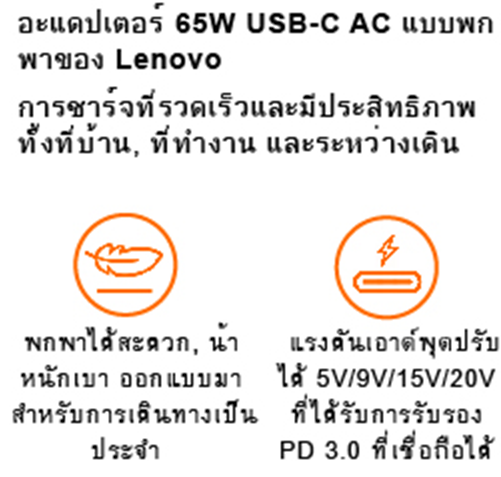 อะแดปเตอร์ 65W USB-C AC แบบพก
พาของ Lenovo
การชาร์จที่รวดเร็วและมีประสิทธิภาพ
ทั้งที่บ้าน, ที่ทำงาน และระหว่างเดิน
พกพาได้สะดวก, น้ำ
หนักเบา ออกแบบมา
สำหรับการเดินทางเป็น
ประจำ
แรงดันเอาต์พุตปรับ
ได้ 5V/9V/15V/20V
ที่ได้รับการรับรอง
PD 3.0 ที่เชื่อถือได้